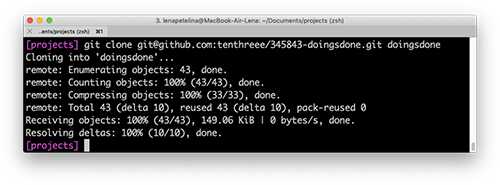 3. lenapetelina@MacBook-Air-Lena: ~/Documents/projects (zsh)
..ents/projects (zsh) ⌘1
[projects] git clone git@github.com:tenthreee/345843-doingsdone.git doingsdone
Cloning into 'doingsdone'...
remote: Enumerating objects: 43, done.
remote: Counting objects: 100% (43/43), done.
remote: Compressing objects: 100% (33/33), done.
remote: Total 43 (delta 10), reused 43 (delta 10), pack-reused 0
Receiving objects: 100% (43/43), 149.06 KiB | 0 bytes/s, done.
Resolving deltas: 100% (10/10), done.
[projects]